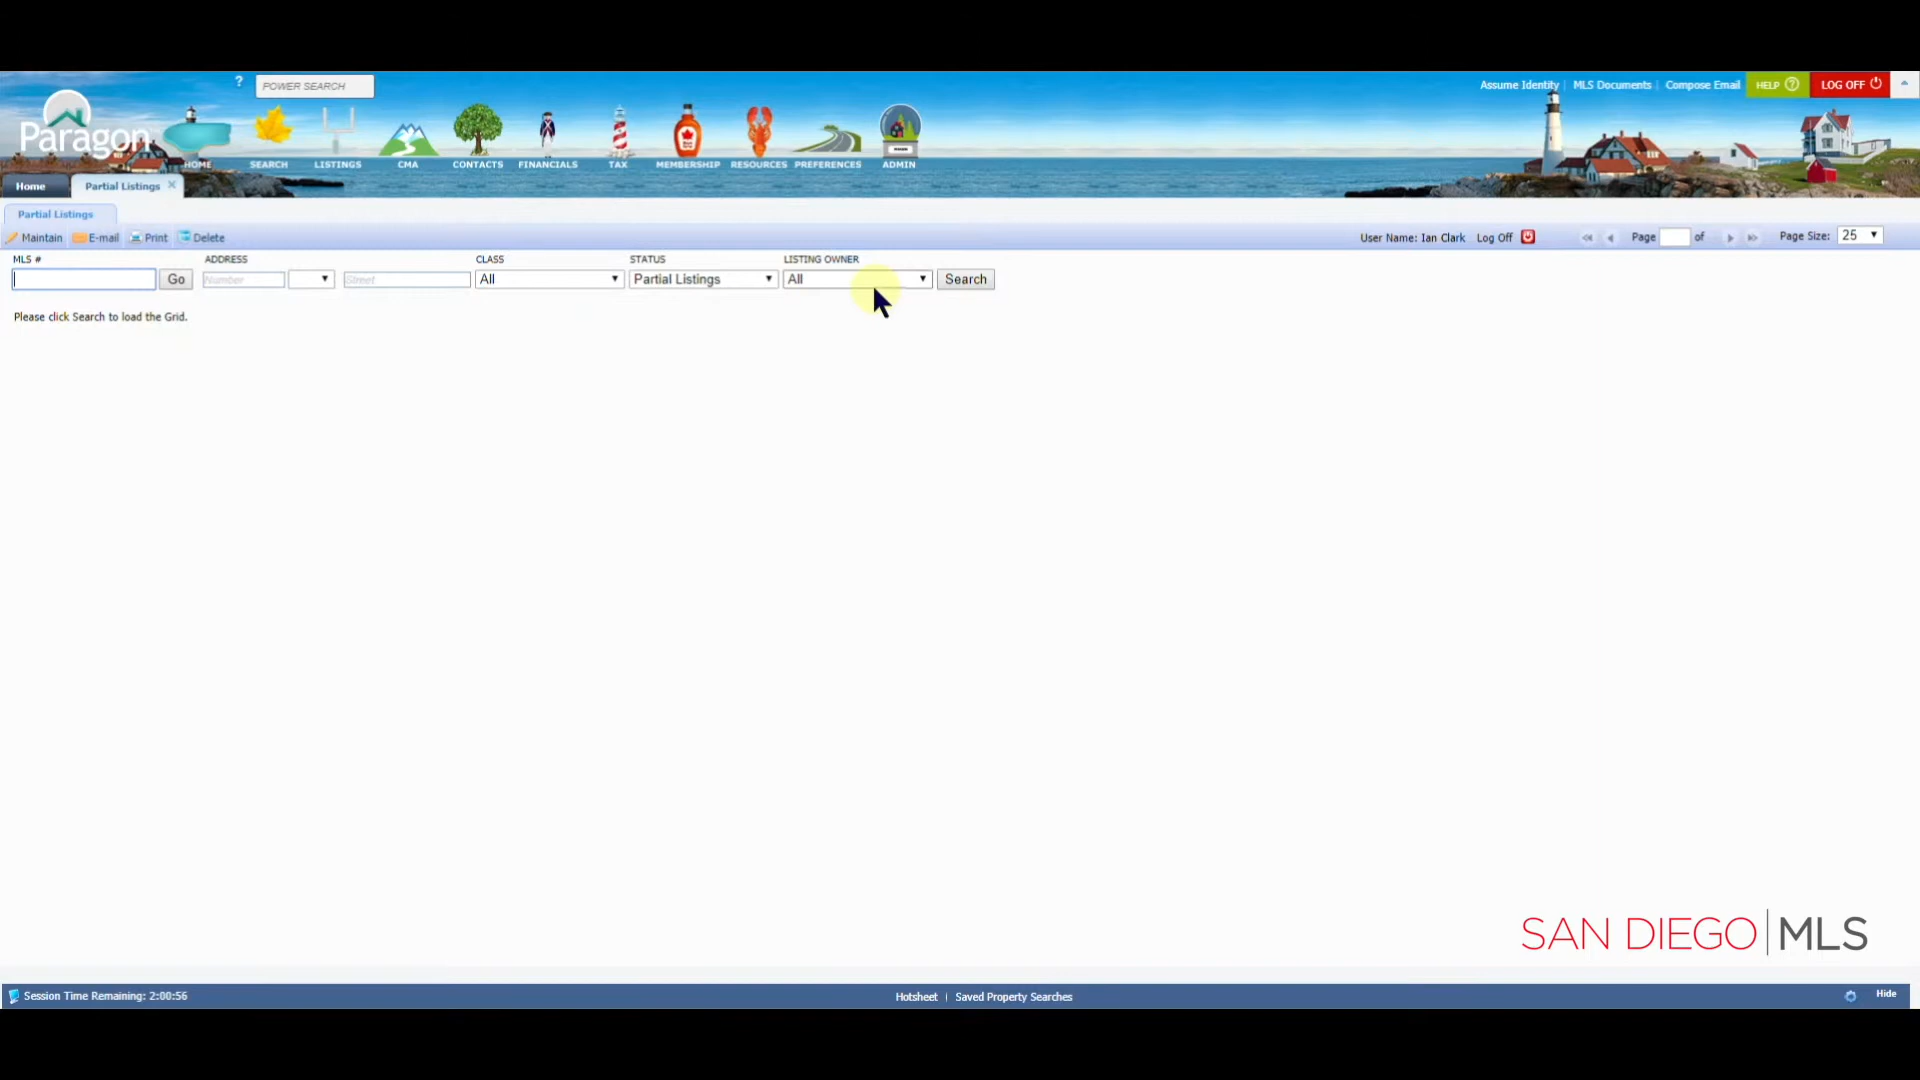 ? POWER SEARCH
Assume Identity | MLS Documents | Compose Email HELP ? LOG OFF
Paragon
HOME SEARCH LISTINGS CMA CONTACTS FINANCIALS TAX MEMBERSHIP RESOURCES PREFERENCES ADMIN
Home Partial Listings
Partial Listings
Maintain E-mail Print Delete User Name: Ian Clark Log Off Page of Page Size: 25
MLS # ADDRESS CLASS STATUS LISTING OWNER
Go Number Street All Partial Listings All Search
Please click Search to load the Grid.
SAN DIEGO | MLS
Session Time Remaining: 2:00:56 Hotsheet | Saved Property Searches Hide